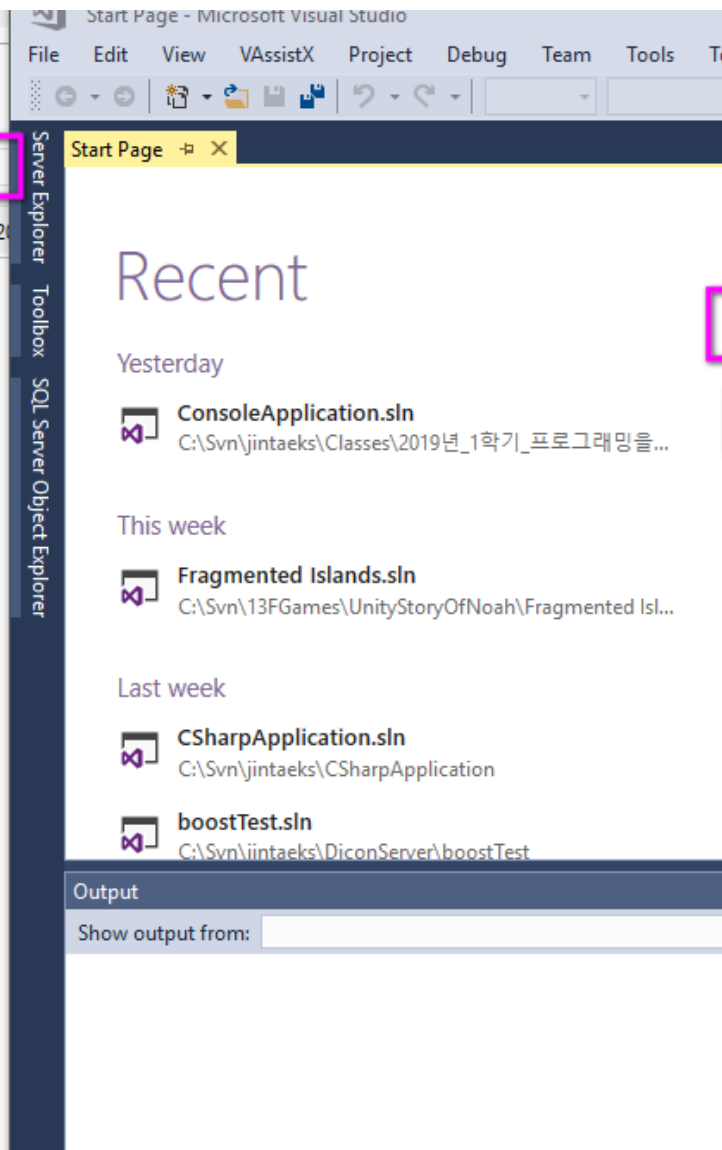 Start Page - Microsoft Visual Studio
File Edit View VAssistX Project Debug Team Tools
Server Explorer
Toolbox
SQL Server Object Explorer
Start Page
Recent
Yesterday
ConsoleApplication.sln
C:\Svn\jintaeks\Classes\2019년_1학기_프로그래밍을...
This week
Fragmented Islands.sln
C:\Svn\13FGames\UnityStoryOfNoah\Fragmented Isl...
Last week
CSharpApplication.sln
C:\Svn\jintaeks\CSharpApplication
boostTest.sln
C:\Svn\jintaeks\DiconServer\boostTest
Output
Show output from: